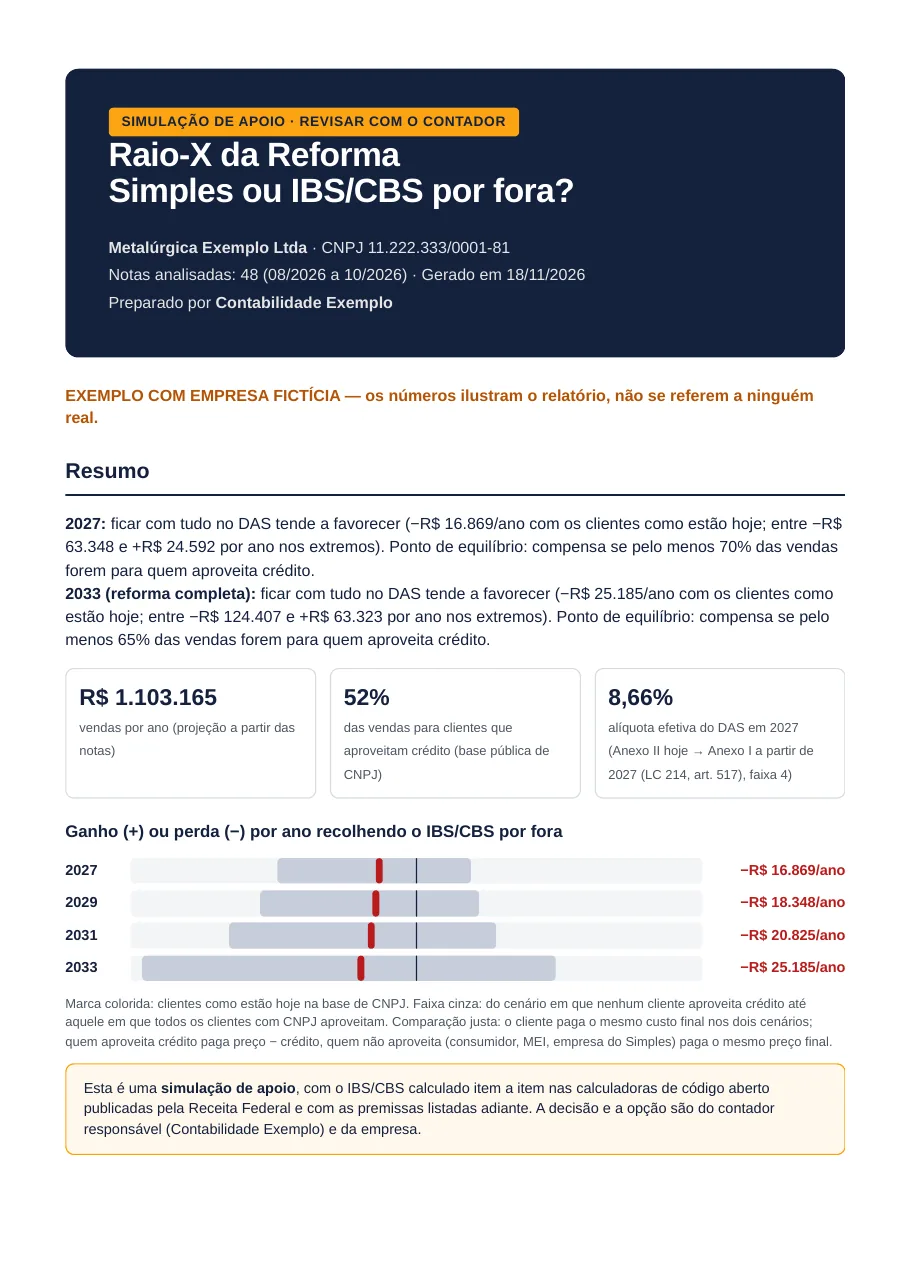 SIMULAÇÃO DE APOIO · REVISAR COM O CONTADOR
Raio-X da Reforma
Simples ou IBS/CBS por fora?
Metalúrgica Exemplo Ltda · CNPJ 11.222.333/0001-81
Notas analisadas: 48 (08/2026 a 10/2026) · Gerado em 18/11/2026
Preparado por Contabilidade Exemplo
EXEMPLO COM EMPRESA FICTÍCIA — os números ilustram o relatório, não se referem a ninguém
real.
Resumo
2027: ficar com tudo no DAS tende a favorecer (−R$ 16.869/ano com os clientes como estão hoje; entre −R$
63.348 e +R$ 24.592 por ano nos extremos). Ponto de equilíbrio: compensa se pelo menos 70% das vendas
forem para quem aproveita crédito.
2033 (reforma completa): ficar com tudo no DAS tende a favorecer (−R$ 25.185/ano com os clientes como
estão hoje; entre −R$ 124.407 e +R$ 63.323 por ano nos extremos). Ponto de equilíbrio: compensa se pelo
menos 65% das vendas forem para quem aproveita crédito.
R$ 1.103.165
vendas por ano (projeção a partir das
notas)
52%
das vendas para clientes que
aproveitam crédito (base pública de
CNPJ)
8,66%
alíquota efetiva do DAS em 2027
(Anexo II hoje → Anexo I a partir de
2027 (LC 214, art. 517), faixa 4)
Ganho (+) ou perda (−) por ano recolhendo o IBS/CBS por fora
2027 −R$ 16.869/ano
2029 −R$ 18.348/ano
2031 −R$ 20.825/ano
2033 −R$ 25.185/ano
Marca colorida: clientes como estão hoje na base de CNPJ. Faixa cinza: do cenário em que nenhum cliente aproveita crédito até
aquele em que todos os clientes com CNPJ aproveitam. Comparação justa: o cliente paga o mesmo custo final nos dois cenários;
quem aproveita crédito paga preço − crédito, quem não aproveita (consumidor, MEI, empresa do Simples) paga o mesmo preço final.
Esta é uma simulação de apoio, com o IBS/CBS calculado item a item nas calculadoras de código aberto
publicadas pela Receita Federal e com as premissas listadas adiante. A decisão e a opção são do contador
responsável (Contabilidade Exemplo) e da empresa.